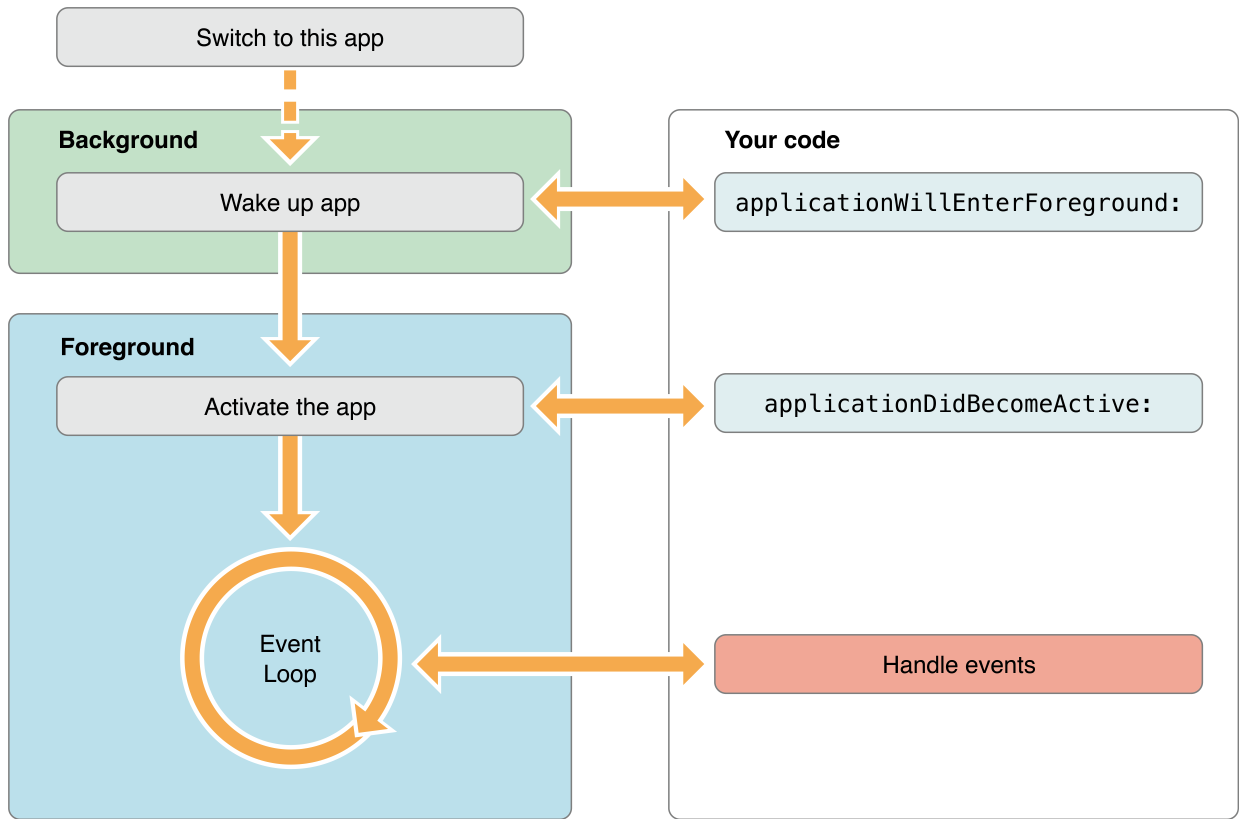 Switch to this app
Background
Wake up app
Your code
applicationWillEnterForeground:
Foreground
Activate the app
applicationDidBecomeActive:
Event
Loop
Handle events